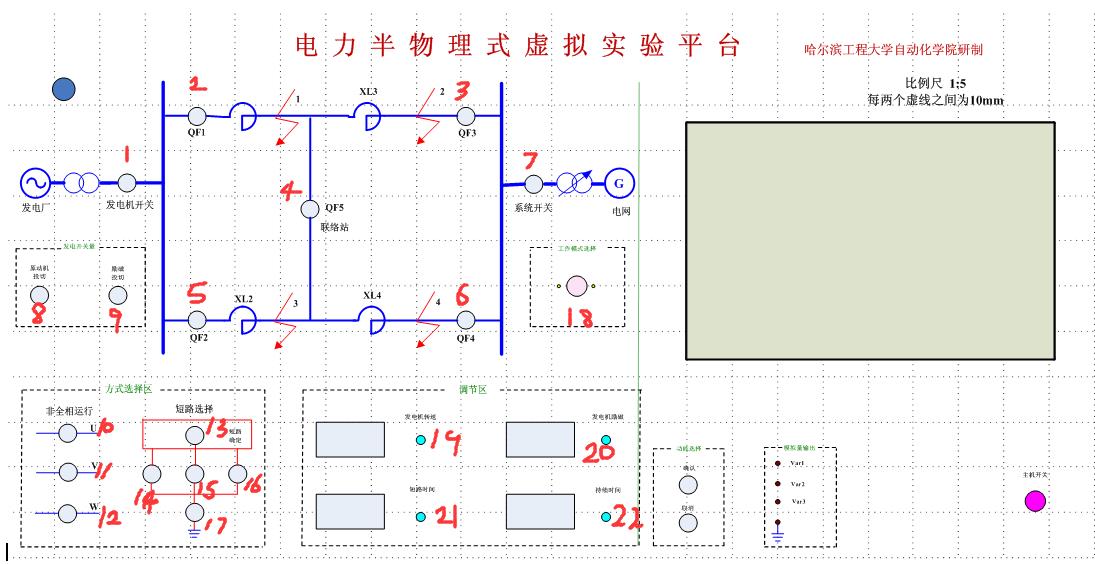 电力半物理式虚拟实验平台
哈尔滨工程大学自动化学院研制
比例尺 1:5
每两个虚线之间为10mm
2
1
XL3
2
3
QF1
QF3
1
7
发电厂
发电机开关
4
QF5
联络站
系统开关
G
电网
发电开关量
原动机
投切
励磁
投切
8
9
工作模式选择
18
5
XL2
3
XL4
4
6
QF2
QF4
方式选择区
非全相运行
短路选择
U
10
V
11
W
12
13
短路
确定
14
15
16
17
调节区
发电机转速
19
发电机励磁
20
短路时间
21
持续时间
22
功能选择
确认
取消
模拟量输出
Var1
Var2
Var3
主机开关